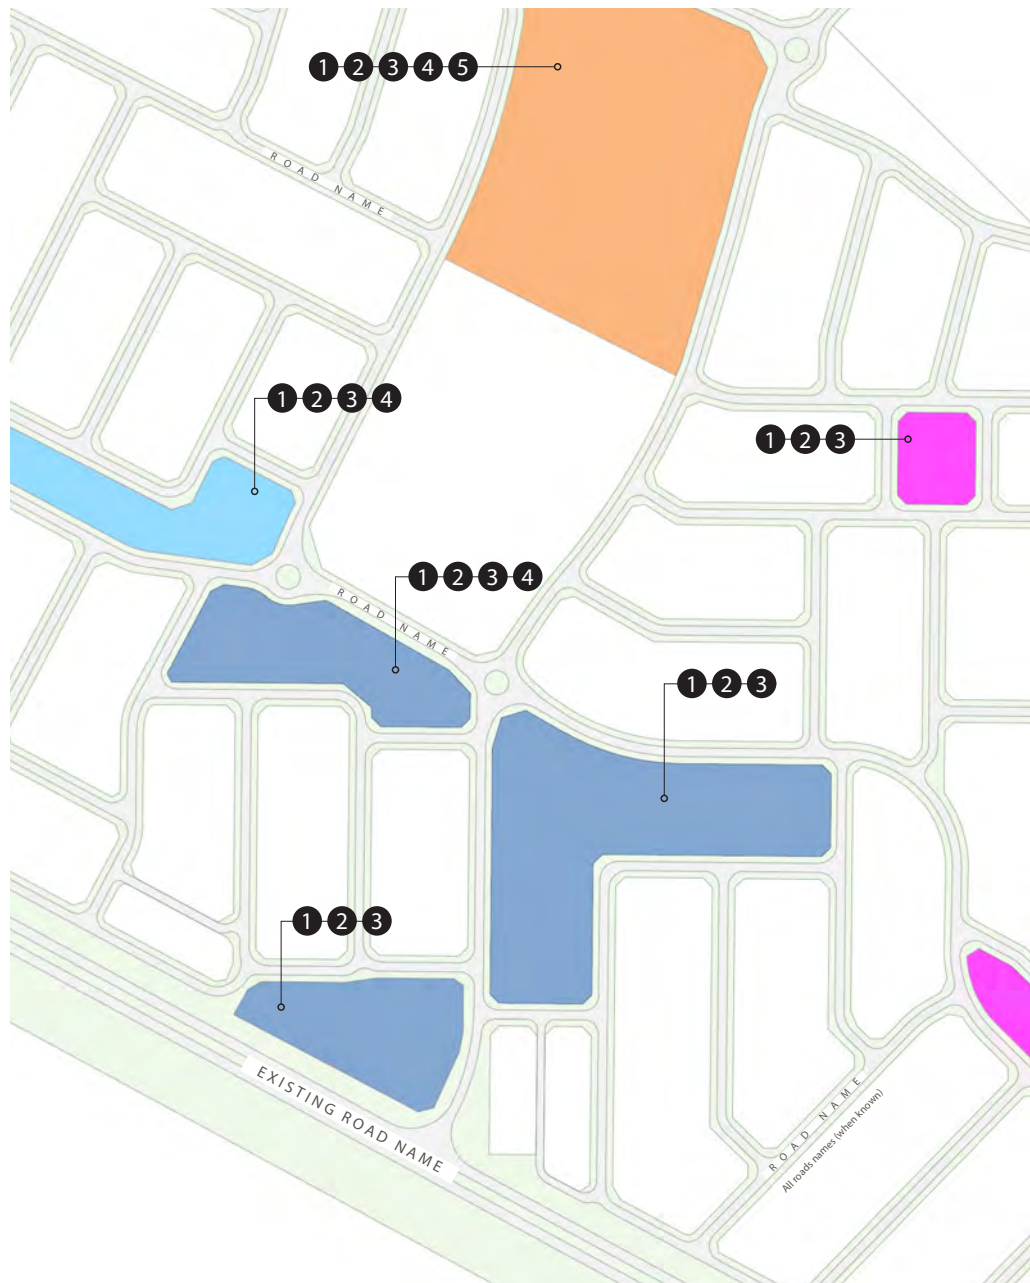 1 2 3 4 5
ROAD NAME
1 2 3 4
1 2 3
1 2 3 4
ROAD NAME
1 2 3
1 2 3
EXISTING ROAD NAME
ROAD NAME
All roads names (when known)